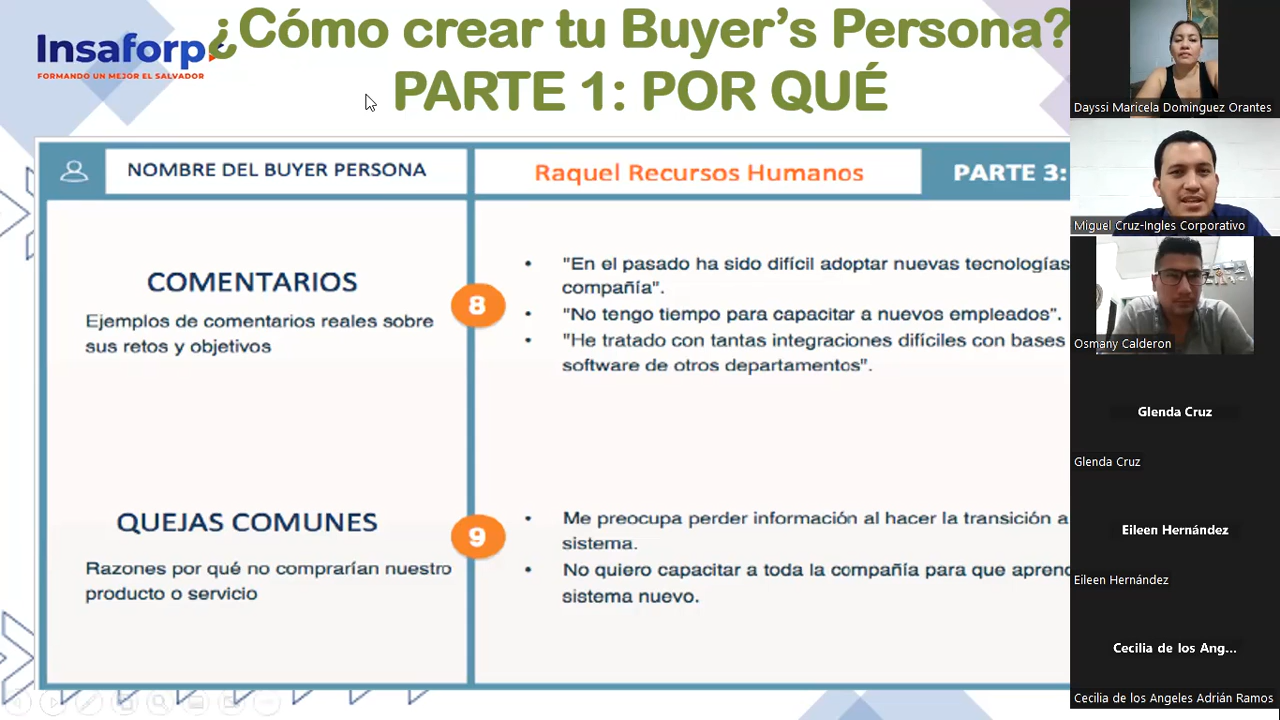 ¿Cómo crear tu Buyer's Persona?
PARTE 1: POR QUÉ
Insaforp
FORMANDO UN MEJOR EL SALVADOR
NOMBRE DEL BUYER PERSONA
Raquel Recursos Humanos
PARTE 3:
COMENTARIOS
Ejemplos de comentarios reales sobre
sus retos y objetivos
8
• "En el pasado ha sido difícil adoptar nuevas tecnologías
compañía".
• "No tengo tiempo para capacitar a nuevos empleados".
• "He tratado con tantas integraciones difíciles con bases
software de otros departamentos".
QUEJAS COMUNES
Razones por qué no comprarían nuestro
producto o servicio
9
• Me preocupa perder información al hacer la transición a
sistema.
• No quiero capacitar a toda la compañía para que aprend
sistema nuevo.
Dayssi Maricela Dominguez Orantes
Miguel Cruz-Ingles Corporativo
Osmany Calderon
Glenda Cruz
Glenda Cruz
Eileen Hernández
Eileen Hernández
Cecilia de los Ang...
Cecilia de los Angeles Adrián Ramos